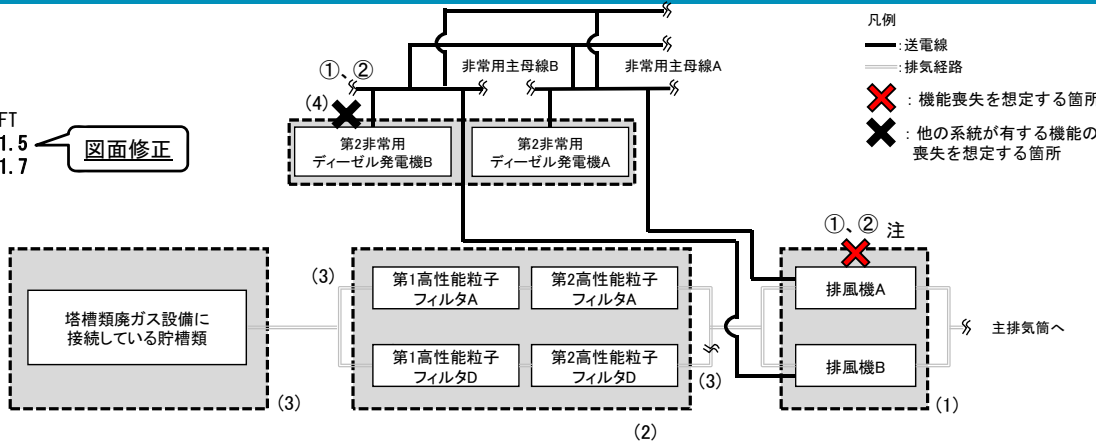 凡例
:送電線
:排気経路
:機能喪失を想定する箇所
:他の系統が有する機能の
喪失を想定する箇所
非常用主母線B
非常用主母線A
①、②
(4)
FT
1.5
1.7
図面修正
第2非常用
ディーゼル発電機B
第2非常用
ディーゼル発電機A
①、② 注
(3)
第1高性能粒子
フィルタA
第2高性能粒子
フィルタA
排風機A
塔槽類廃ガス設備に
接続している貯槽類
主排気筒へ
第1高性能粒子
フィルタD
第2高性能粒子
フィルタD
(3)
排風機B
(3)
(2)
(1)